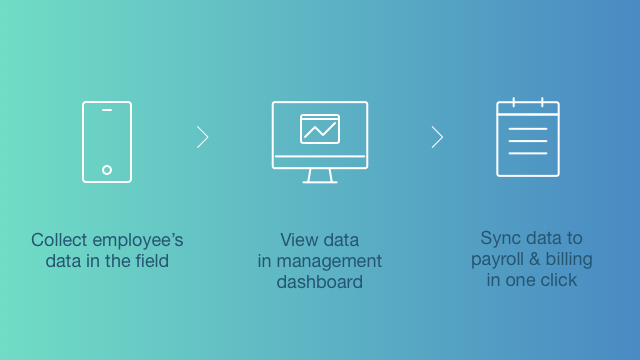 Collect employee’s
data in the field
View data
in management
dashboard
Sync data to
payroll & billing
in one click